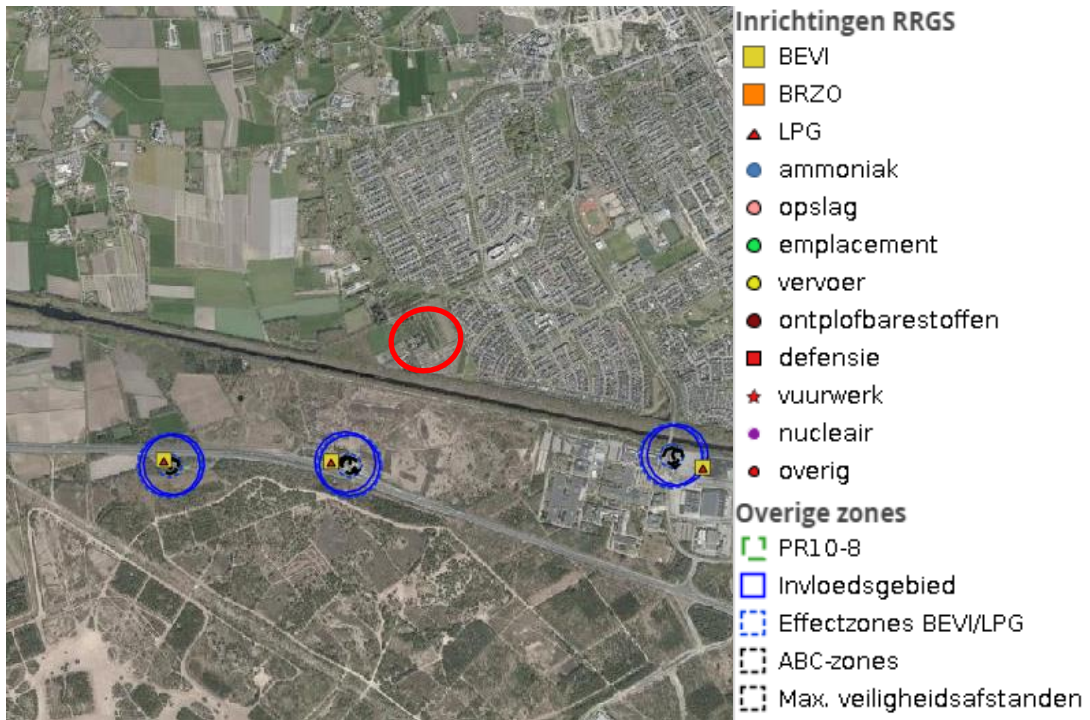 Inrichtingen RRGS
BEVI
BRZO
LPG
ammoniak
opslag
emplacement
vervoer
ontplofbarestoffen
defensie
vuurwerk
nucleair
overig
Overige zones
PR10-8
Invloedsgebied
Effectzones BEVI/LPG
ABC-zones
Max. veiligheidsafstanden